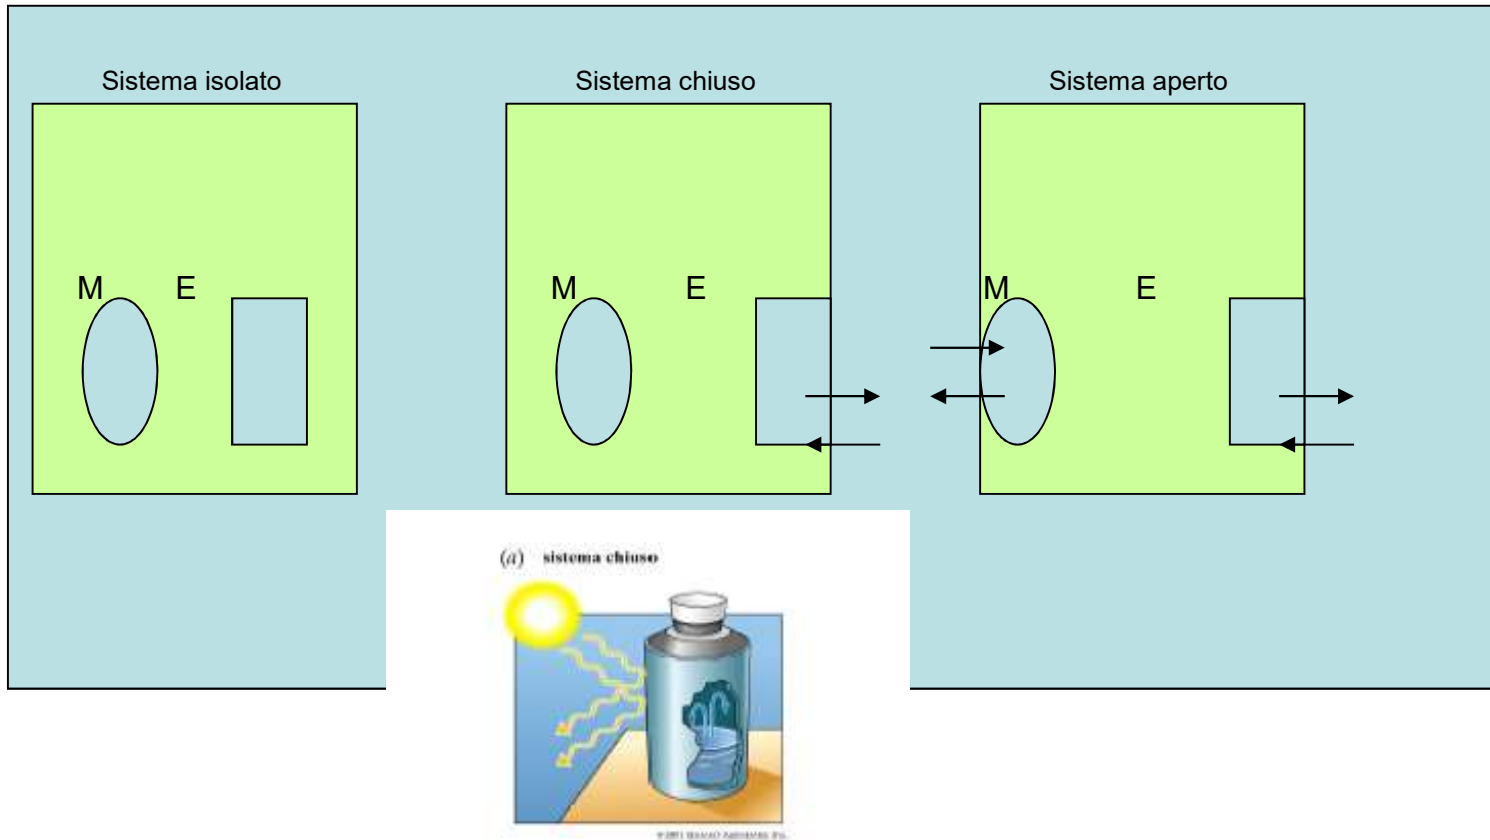 Sistema isolato
Sistema chiuso
Sistema aperto
M E
M E
M E
(a) sistema chiuso